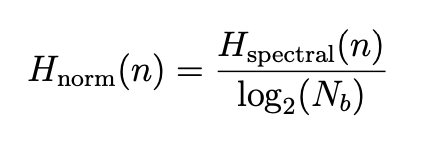 H_norm(n) = H_spectral(n) / log_2(N_b)